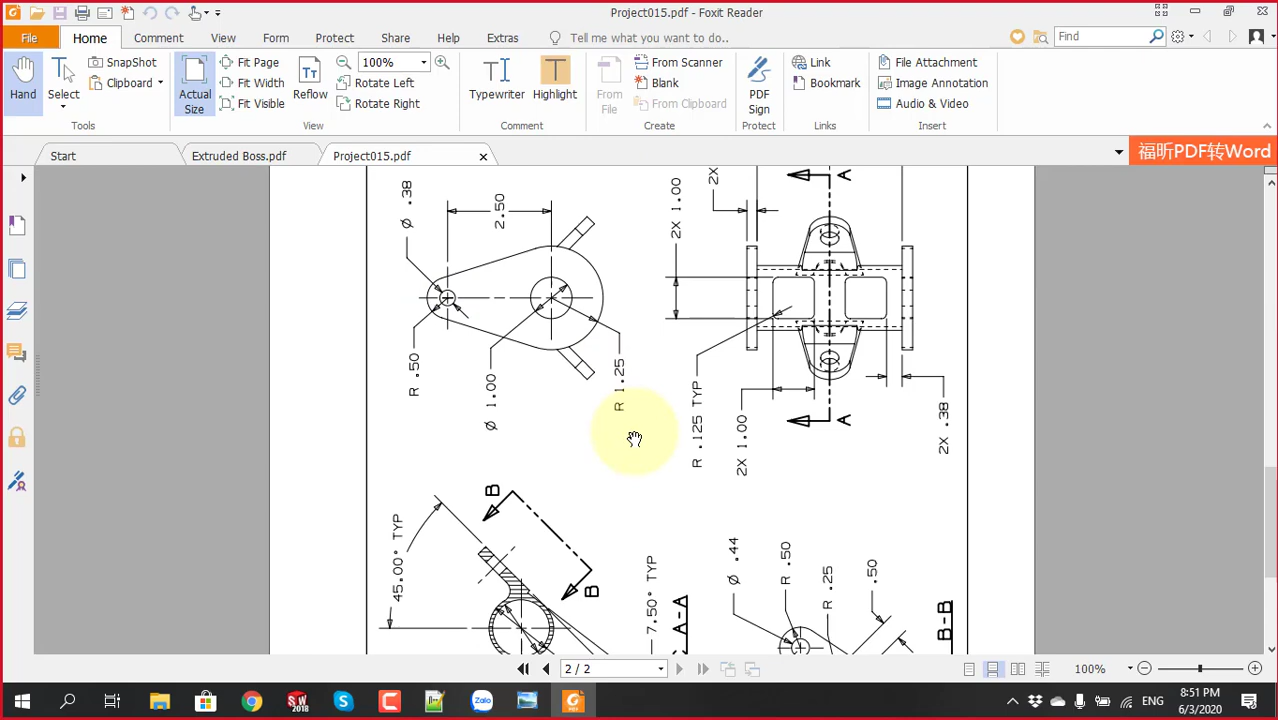 Project015.pdf - Foxit Reader
File Home Comment View Form Protect Share Help Extras Tell me what you want to do.. Find
Hand
Select
SnapShot
Clipboard
Tools
Actual
Size
Fit Page
Fit Width
Fit Visible
Reflow
100%
Rotate Left
Rotate Right
View
Typewriter
Highlight
Comment
From
File
From Scanner
Blank
From Clipboard
Create
PDF
Sign
Protect
Link
Bookmark
Links
File Attachment
Image Annotation
Audio & Video
Insert
Start
Extruded Boss.pdf
Project015.pdf
福昕PDF转Word
Ø .38
2.50
2X 1.00
2X
A
R .50
Ø 1.00
R 1.25
R .125 TYP
2X 1.00
A
2X .38
45.00° TYP
B
B
7.50° TYP
A-A
Ø .44
R .50
R .25
.50
B-B
2 / 2
100%
SW
2018
Zalo
PDF
ENG
8:51 PM
6/3/2020